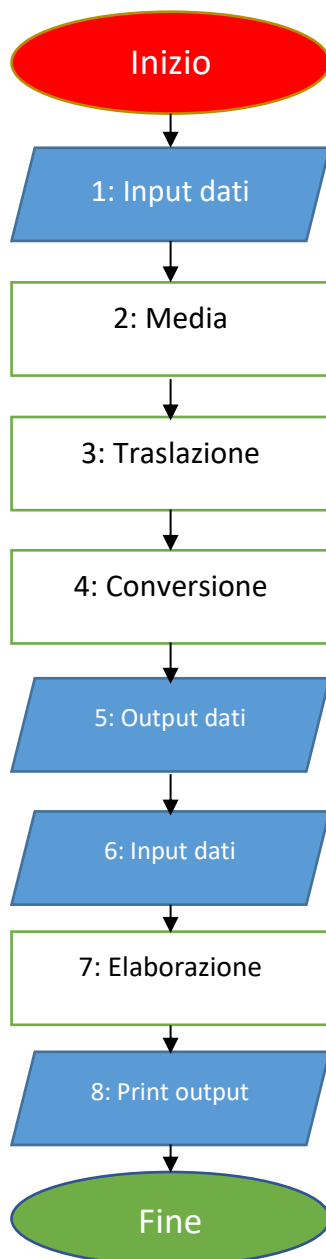 Inizio
1: Input dati
2: Media
3: Traslazione
4: Conversione
5: Output dati
6: Input dati
7: Elaborazione
8: Print output
Fine